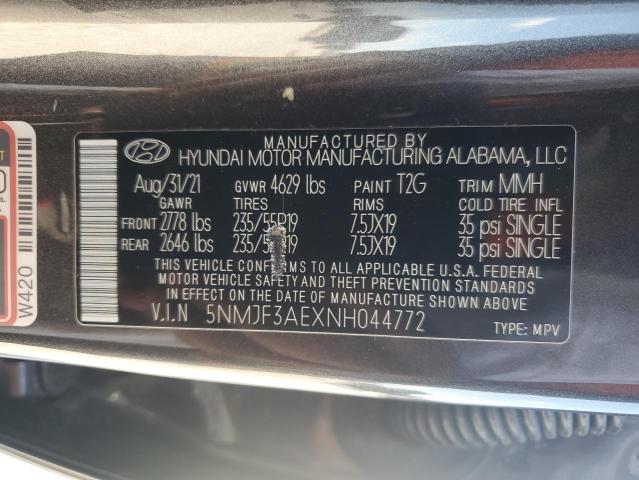 MANUFACTURED BY
HYUNDAI MOTOR MANUFACTURING ALABAMA, LLC
Aug/31/21 GVWR 4629 lbs PAINT T2G TRIM MMH
GAWR TIRES RIMS COLD TIRE INFL
FRONT 2778 lbs 235/55R19 7.5JX19 35 psi SINGLE
REAR 2646 lbs 235/ 19 7.5JX19 35 psi SINGLE
THIS VEHICLE CONFORMS TO ALL APPLICABLE U.S.A. FEDERAL
MOTOR VEHICLE SAFETY AND THEFT PREVENTION STANDARDS
IN EFFECT ON THE DATE OF MANUFACTURE SHOWN ABOVE.
V.I.N 5NMJF3AEXNH044772
TYPE: MPV
W420